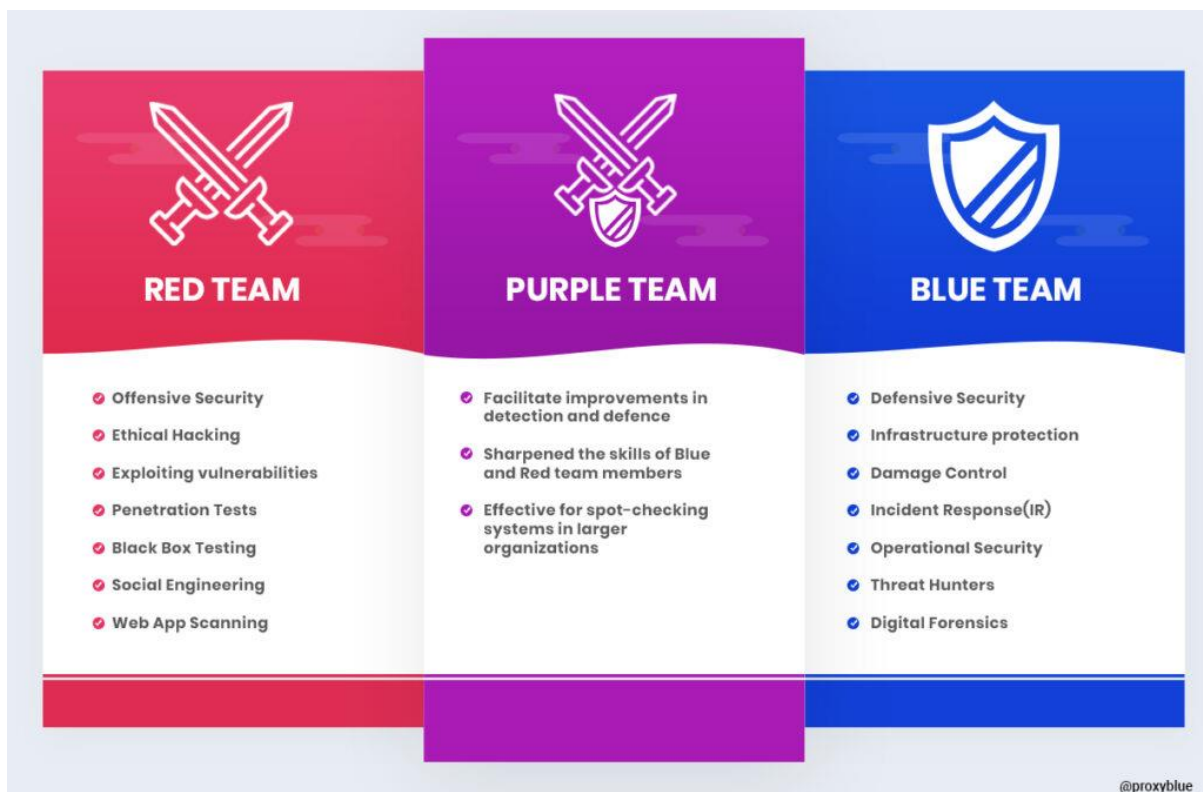 RED TEAM
Offensive Security
Ethical Hacking
Exploiting vulnerabilities
Penetration Tests
Black Box Testing
Social Engineering
Web App Scanning
PURPLE TEAM
Facilitate improvements in
detection and defence
Sharpened the skills of Blue
and Red team members
Effective for spot-checking
systems in larger
organizations
BLUE TEAM
Defensive Security
Infrastructure protection
Damage Control
Incident Response(IR)
Operational Security
Threat Hunters
Digital Forensics
@proxyblue